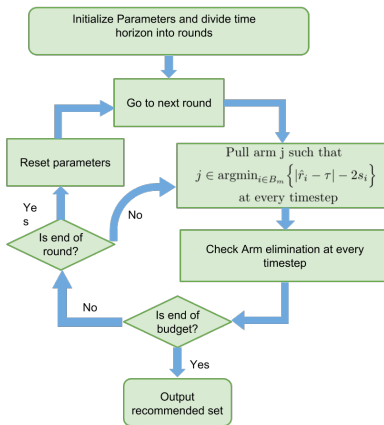 Initialize Parameters and divide time
horizon into rounds
Go to next round
Pull arm j such that
j ∈ argmin_{i∈B_m}{|r̂_i − τ| − 2s_i}
at every timestep
Reset parameters
Ye
s
No
Is end of
round?
Check Arm elimination at every
timestep
No
Is end of
budget?
Yes
Output
recommended set